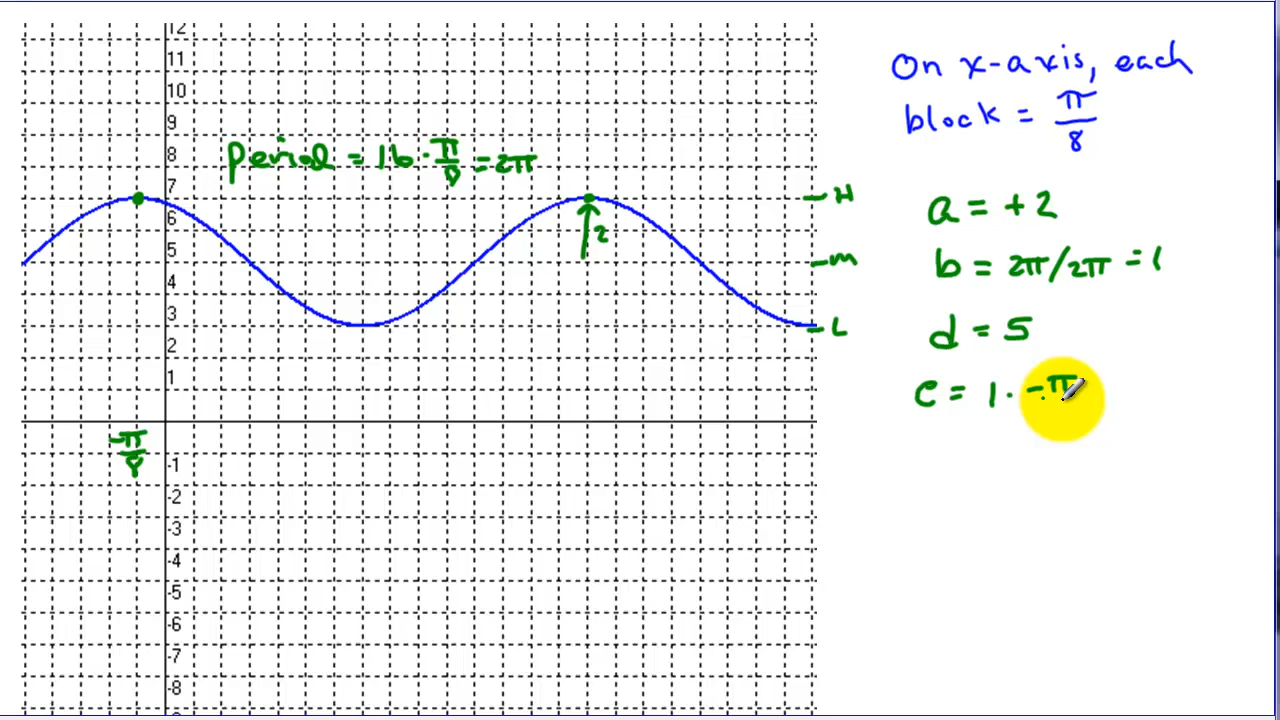 12
11
10
9
8
7
6
5
4
3
2
1
-1
-2
-3
-4
-5
-6
-7
-8
Period = 16 · π/8 = 2π
2
-π/8
– H
– m
– L
On x-axis, each
block = π/8
a = +2
b = 2π/2π = 1
d = 5
c = 1 · -π